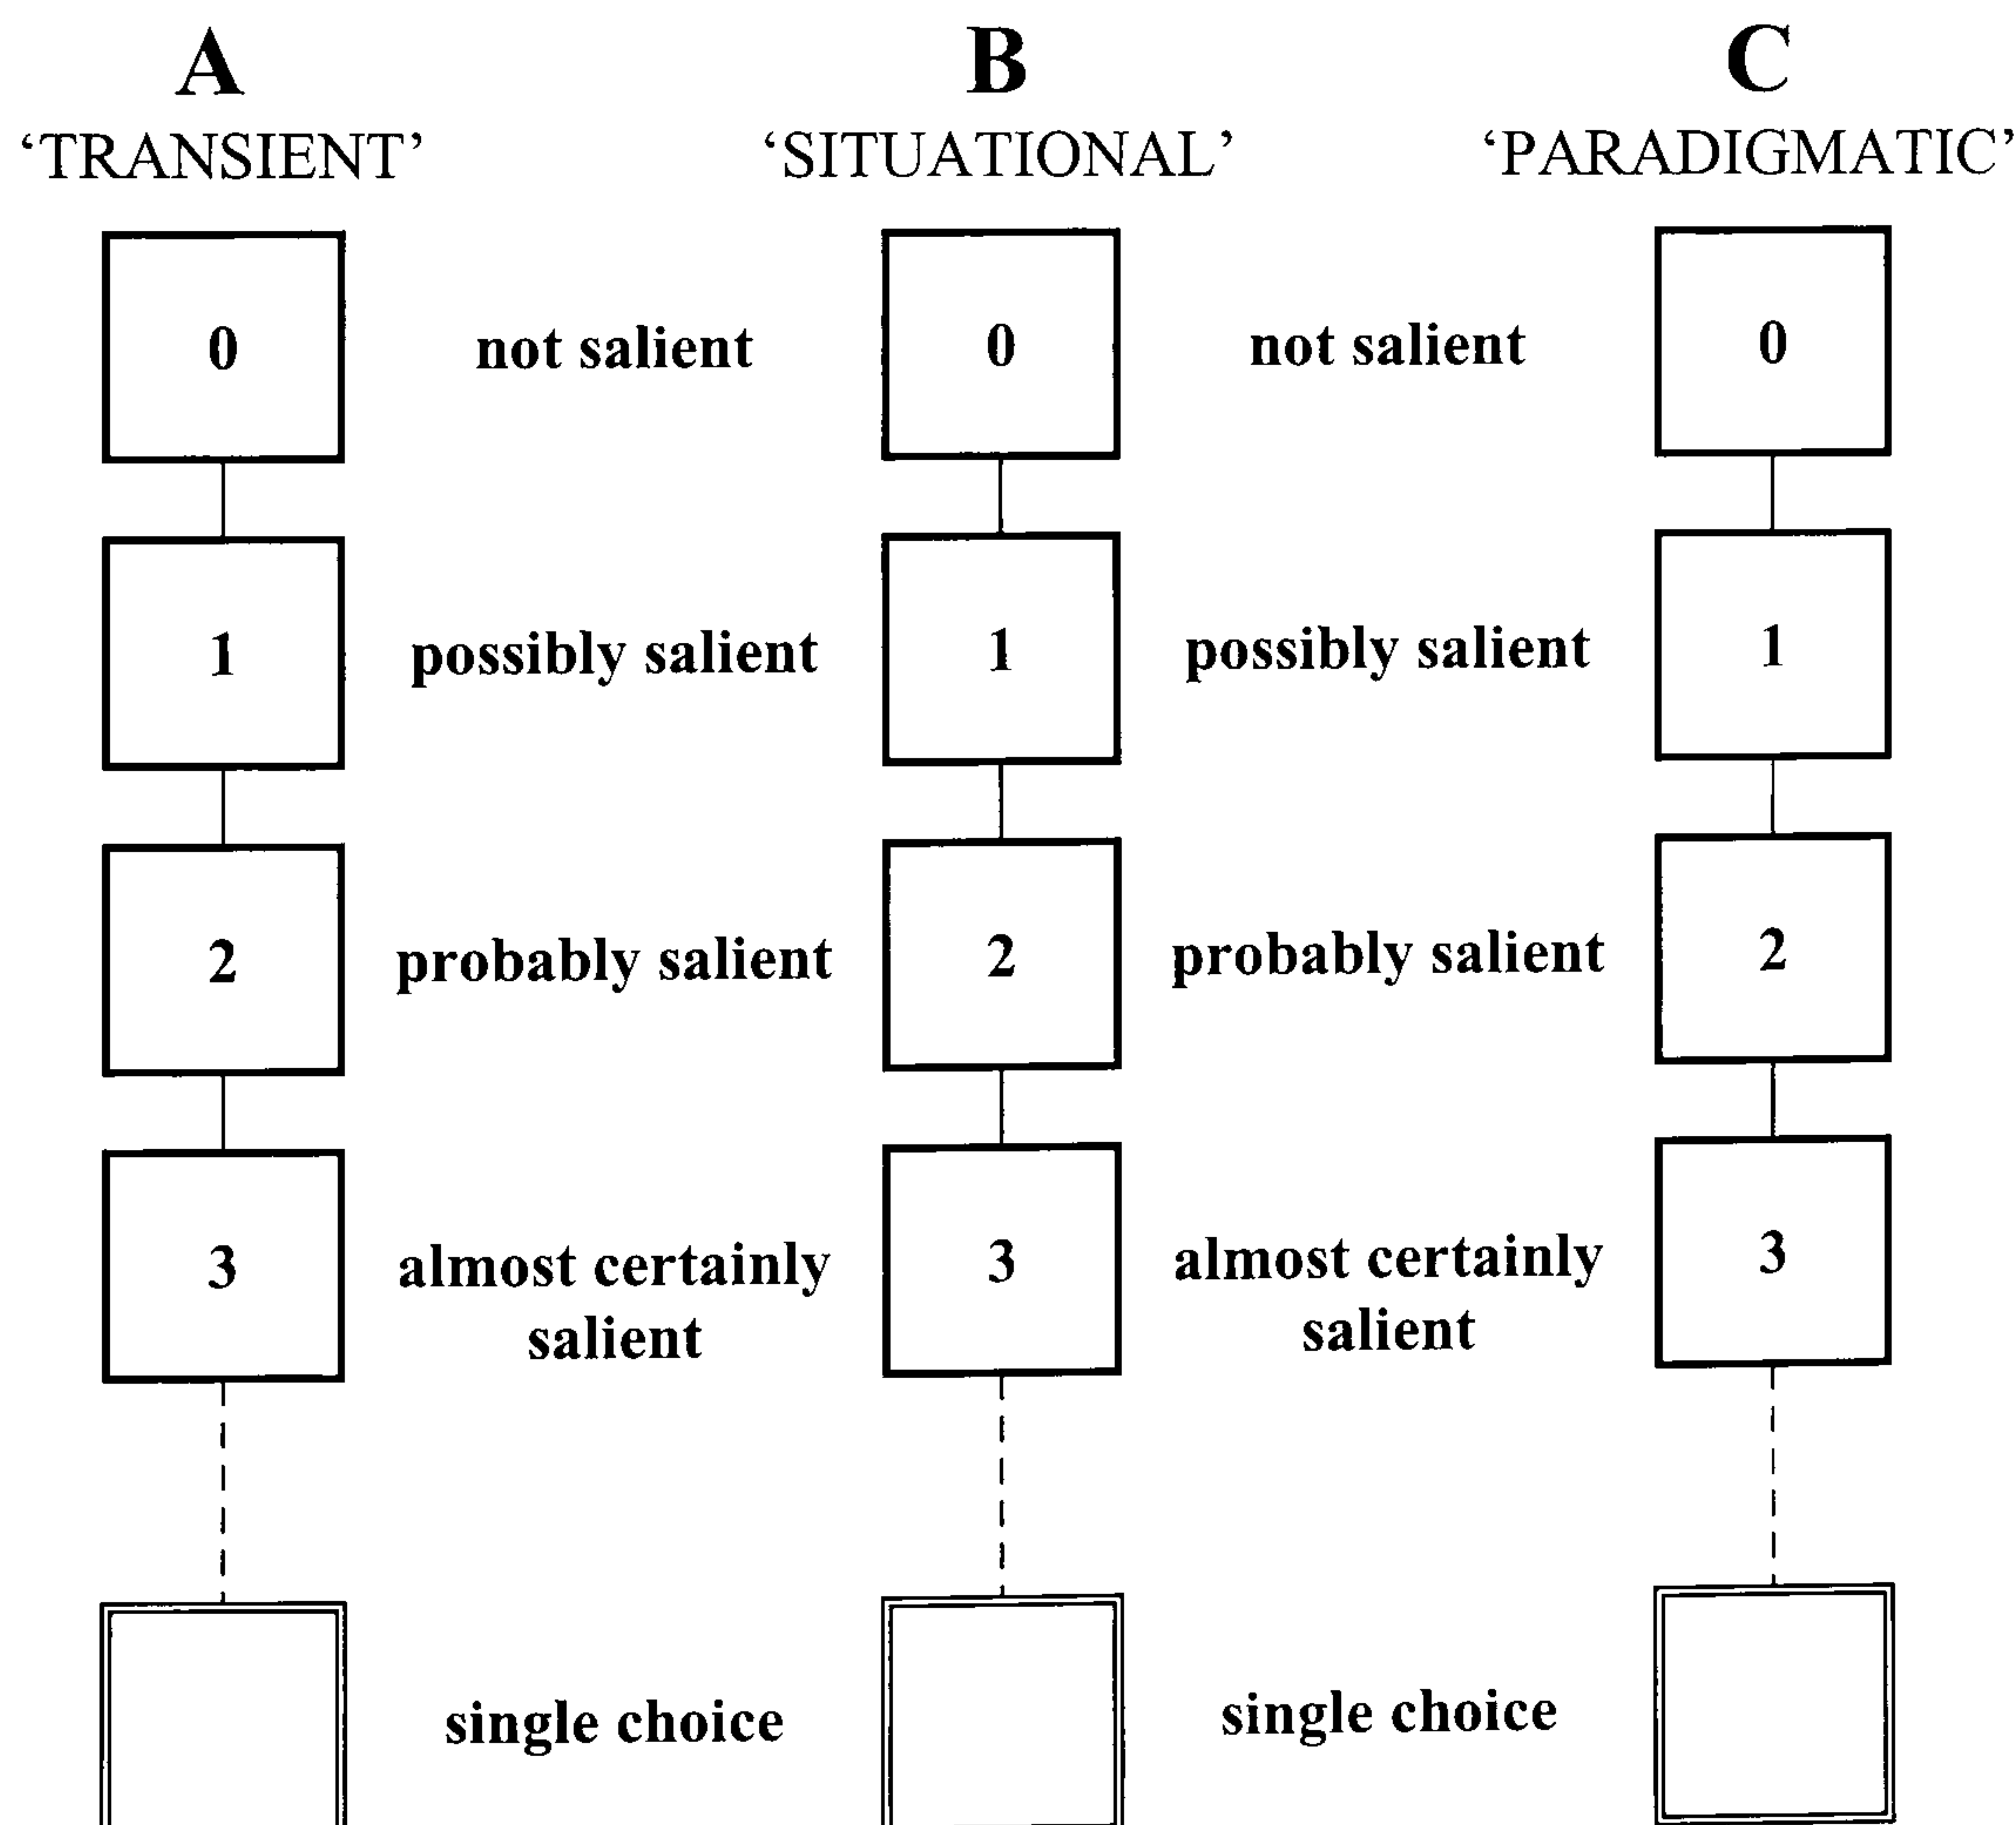 A B C
‘TRANSIENT’ ‘SITUATIONAL’ ‘PARADIGMATIC’
0 not salient 0 not salient 0
1 possibly salient 1 possibly salient 1
2 probably salient 2 probably salient 2
3 almost certainly 3 almost certainly 3
salient salient
single choice single choice